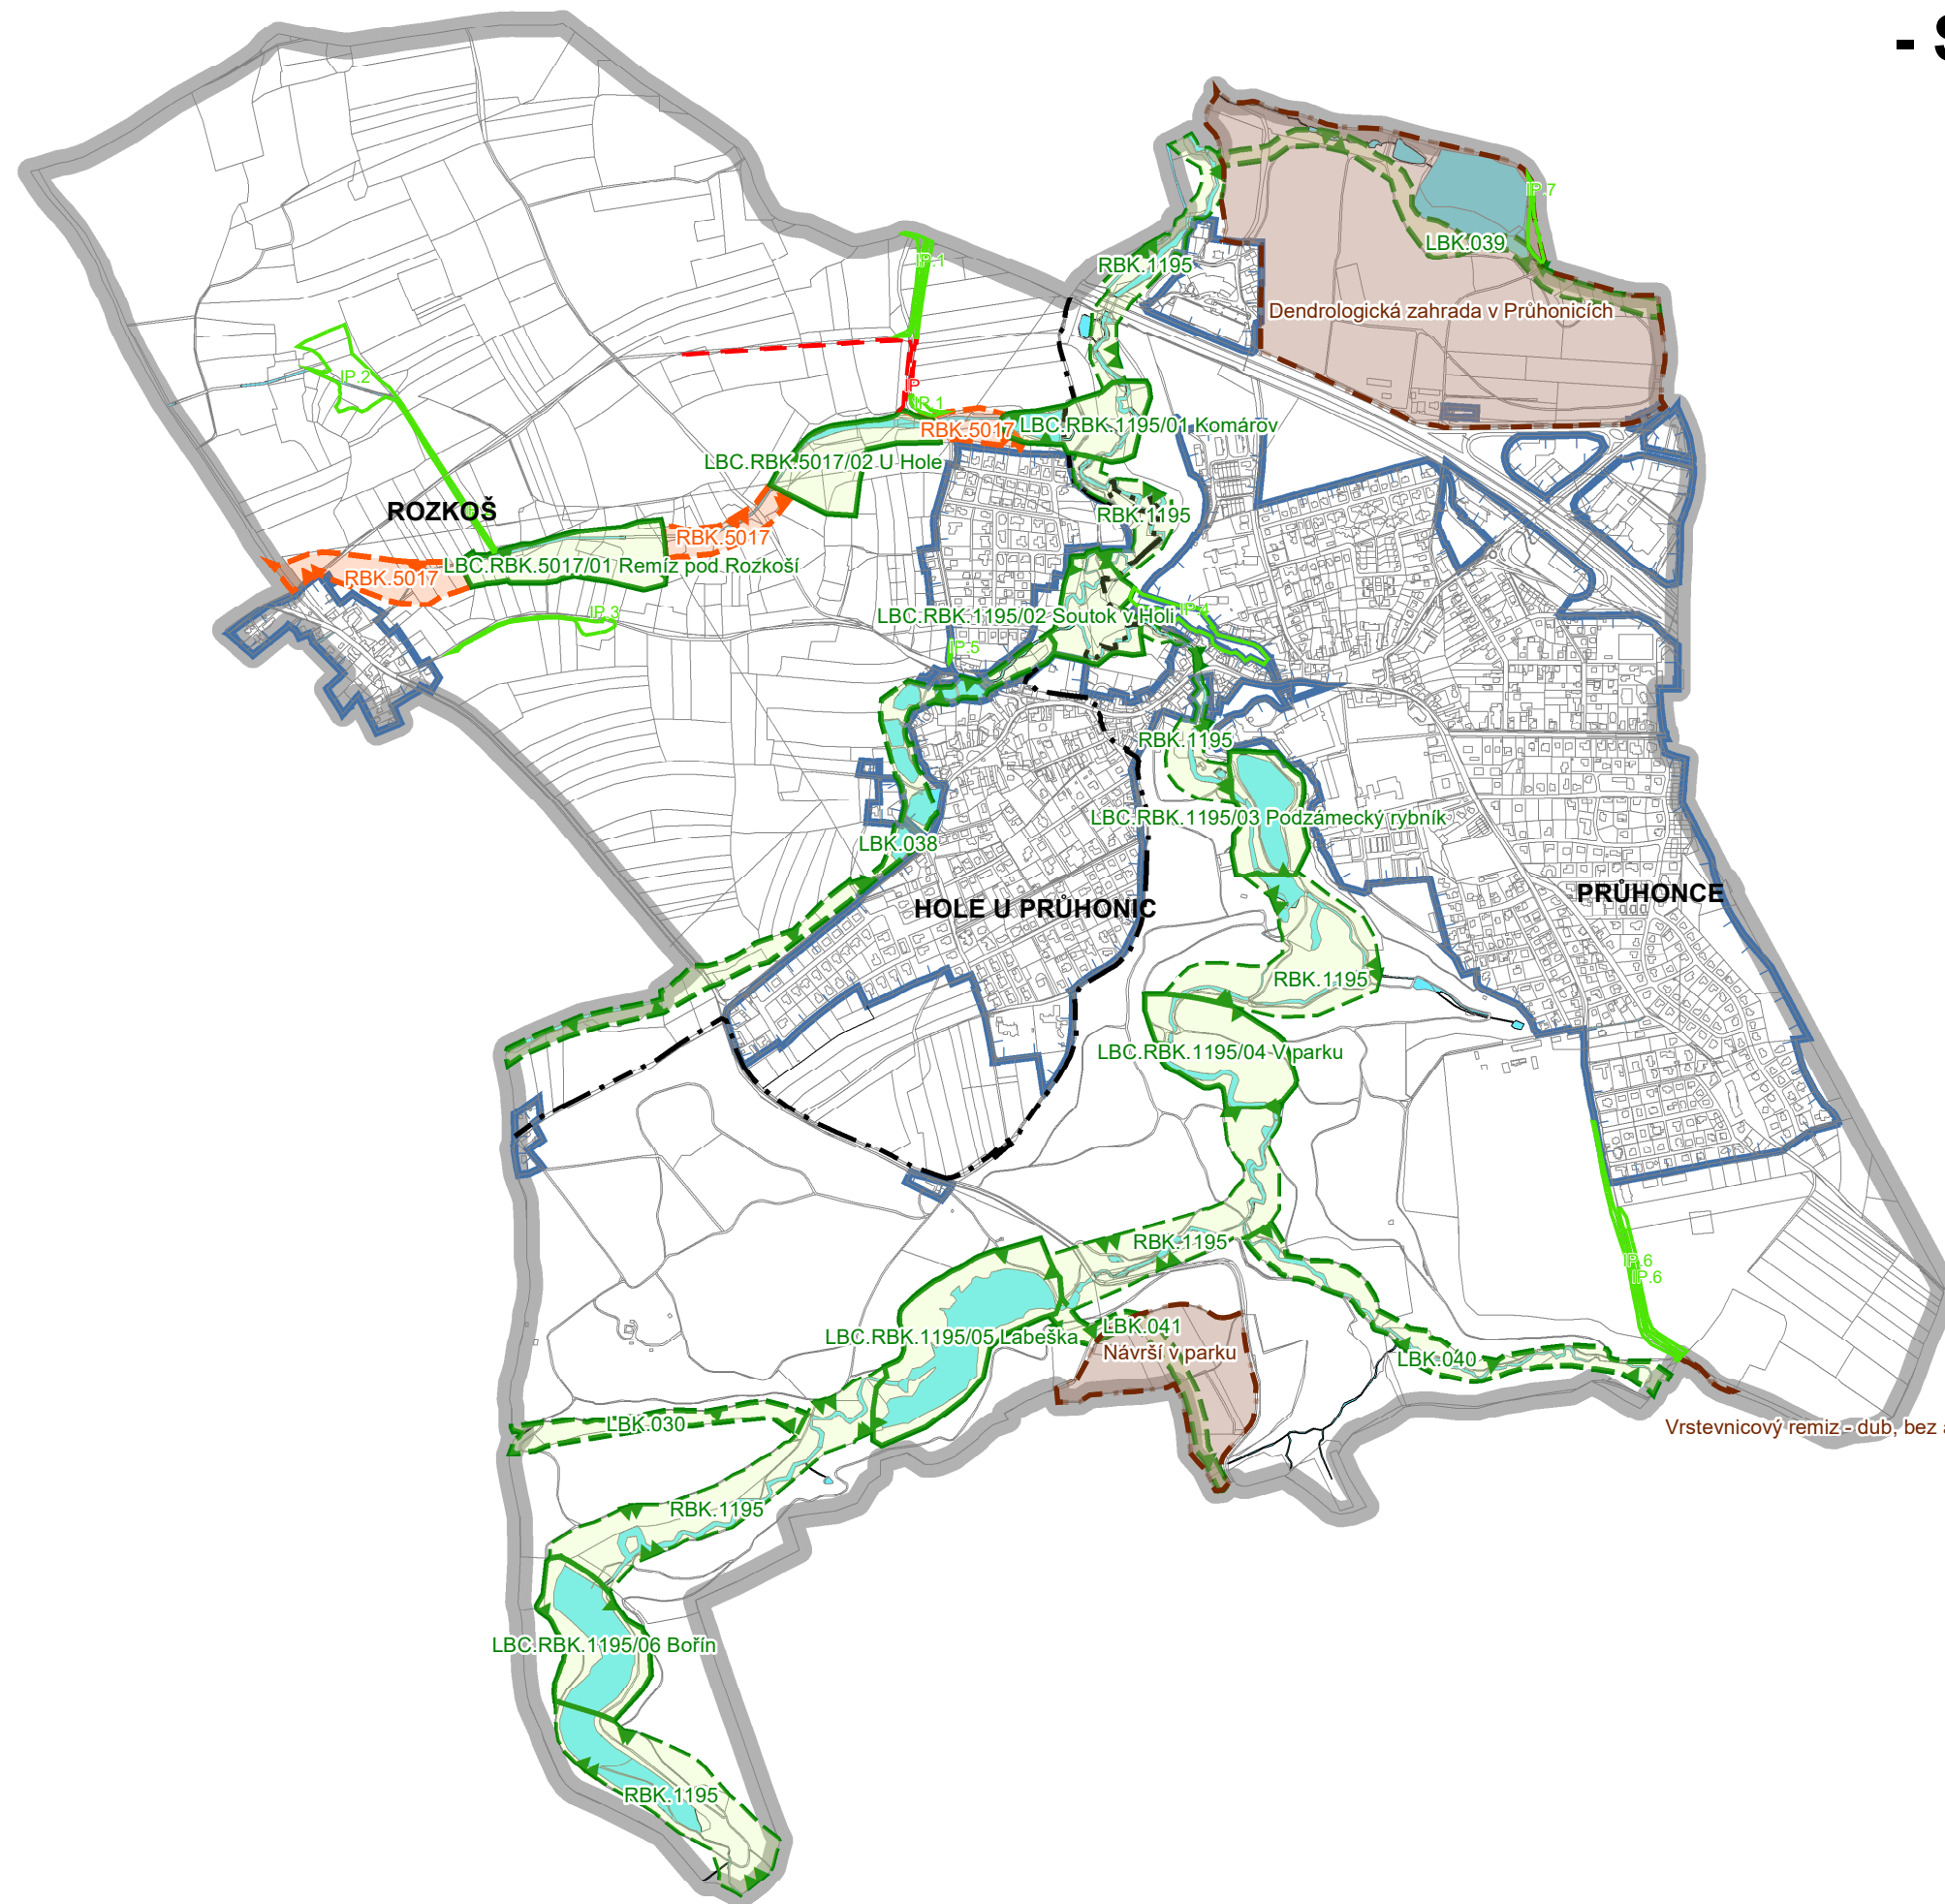 - S
IP.7
LBK.039
IP.1
RBK.1195
Dendrologická zahrada v Průhonicích
IP.2
IP
IP.1
RBK.5017
LBC.RBK.1195/01 Komárov
LBC.RBK.5017/02 U Hole
ROZKOŠ
RBK.1195
RBK.5017
LBC.RBK.5017/01 Remíz pod Rozkoší
RBK.5017
IP.3
IP.4
LBC.RBK.1195/02 Soutok v Holi
IP.5
RBK.1195
LBC.RBK.1195/03 Podzámecký rybník
LBK.038
PRŮHONCE
HOLE U PRŮHONIC
RBK.1195
LBC.RBK.1195/04 V parku
RBK.1195
IP.6
IP.6
LBK.041
LBC.RBK.1195/05 Labeška
Návrší v parku
LBK.040
LBK.030
Vrstevnicový remiz - dub, bez a
RBK.1195
LBC.RBK.1195/06 Bořín
RBK.1195